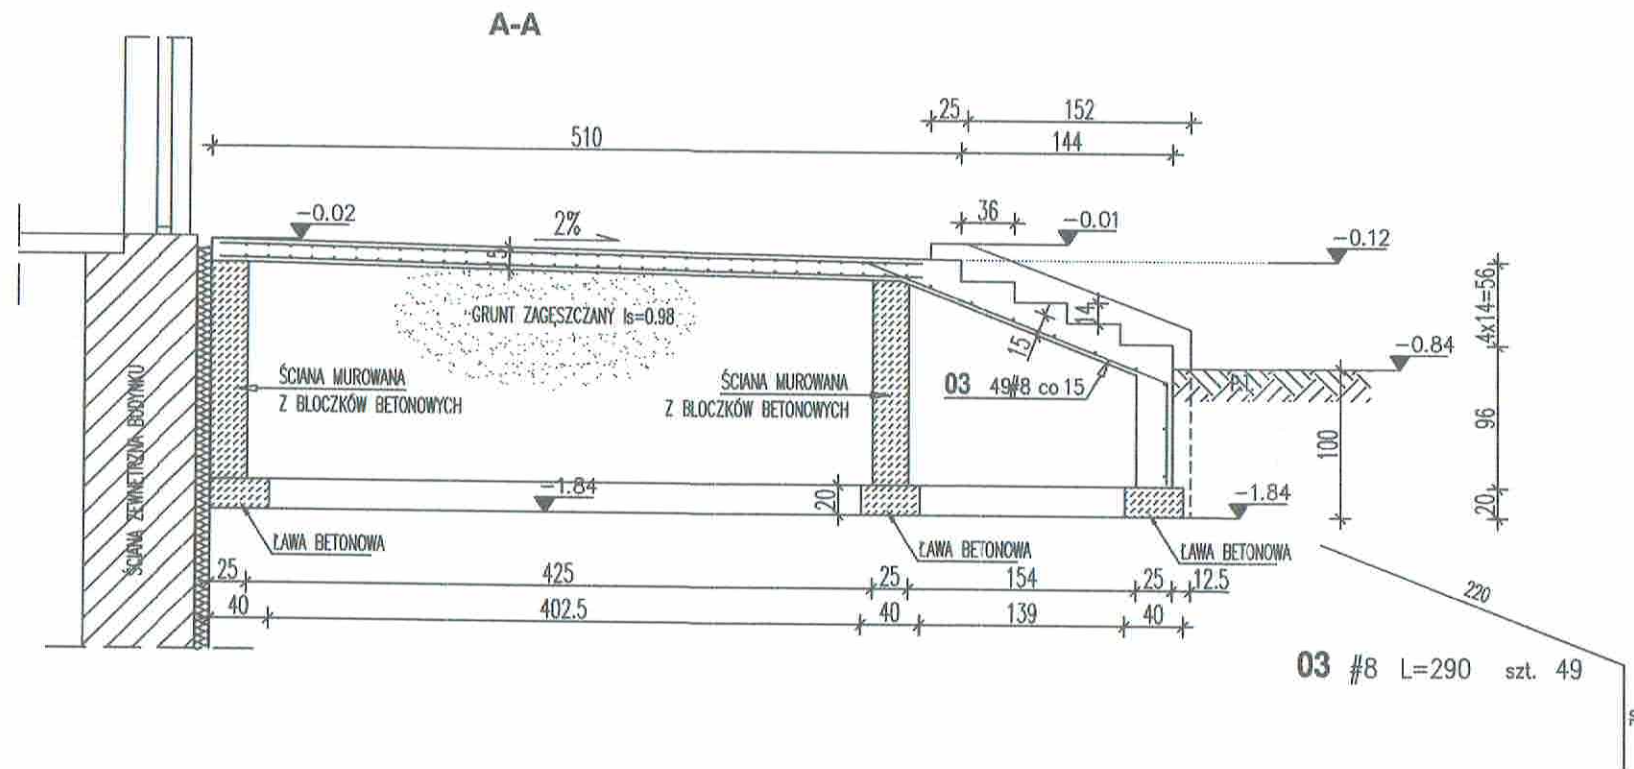 A-A
25 152
510 144
-0.02 2% 36 -0.01
-0.12
GRUNT ZAGĘSZCZANY Is=0.98
14
4x14=56
-0.84
15
ŚCIANA MUROWANA
Z BLOCZKÓW BETONOWYCH
ŚCIANA MUROWANA
Z BLOCZKÓW BETONOWYCH
03 49#8 co 15
96
100
ŚCIANA ZEWNĘTRZNA BUDYNKU
-1.84 20 -1.84 20
ŁAWA BETONOWA
ŁAWA BETONOWA
ŁAWA BETONOWA
25 425 25 154 25 12.5
40 402.5 40 139 40
220
03 #8 L=290 szt. 49